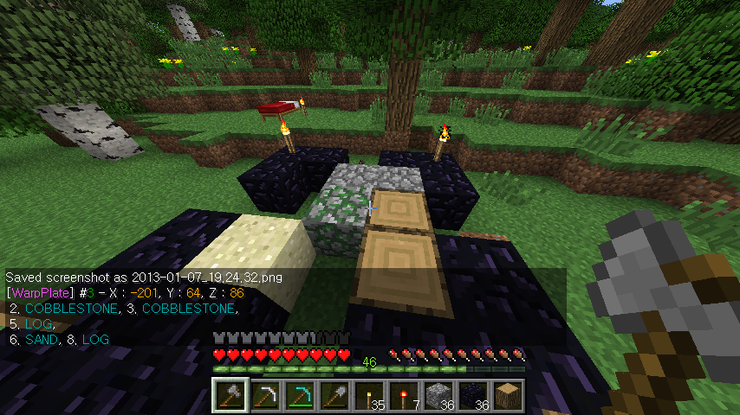 Saved screenshot as 2013-01-07_19.24.32.png
[WarpPlate] #3 - X : -201, Y : 64, Z : 86
2, COBBLESTONE, 3, COBBLESTONE,
5, LOG,
6, SAND, 8, LOG
46
35 7 36 36